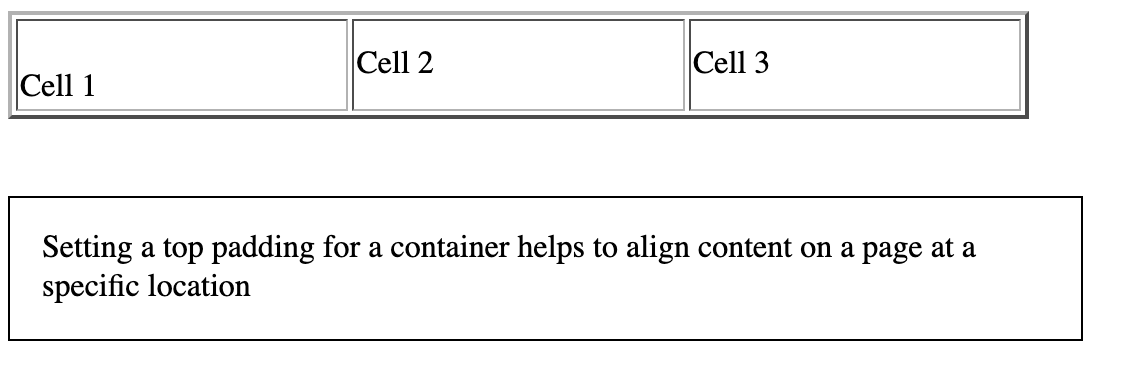 Cell 1
Cell 2
Cell 3
Setting a top padding for a container helps to align content on a page at a
specific location